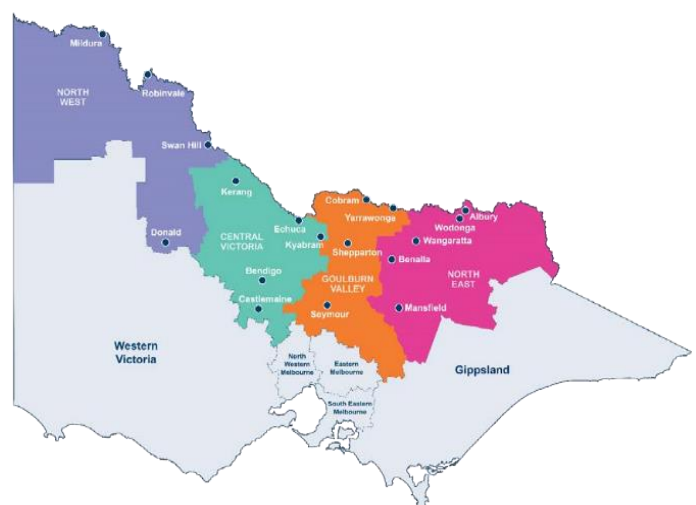 Mildura
NORTH
WEST
Robinvale
Swan Hill
Kerang
Cobram
Yarrawonga
Albury
Wodonga
Donald
CENTRAL
VICTORIA
Echuca
Kyabram
Shepparton
Wangaratta
Benalla
Bendigo
GOULBURN
VALLEY
NORTH
EAST
Castlemaine
Seymour
Mansfield
Western
Victoria
North
Western
Melbourne
Eastern
Melbourne
Gippsland
South Eastern
Melbourne